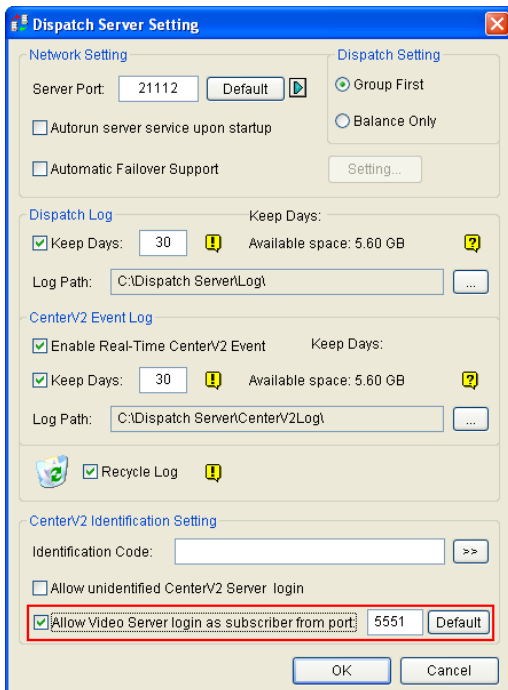 Dispatch Server Setting
Network Setting
Server Port: 21112 Default
Autorun server service upon startup
Automatic Failover Support
Dispatch Setting
Group First
Balance Only
Setting...
Dispatch Log
Keep Days:
Keep Days: 30 ! Available space: 5.60 GB ?
Log Path: C:\Dispatch Server\Log\ ...
CenterV2 Event Log
Enable Real-Time CenterV2 Event Keep Days:
Keep Days: 30 ! Available space: 5.60 GB ?
Log Path: C:\Dispatch Server\CenterV2Log\ ...
Recycle Log !
CenterV2 Identification Setting
Identification Code: >>
Allow unidentified CenterV2 Server login
Allow Video Server login as subscriber from port: 5551 Default
OK Cancel